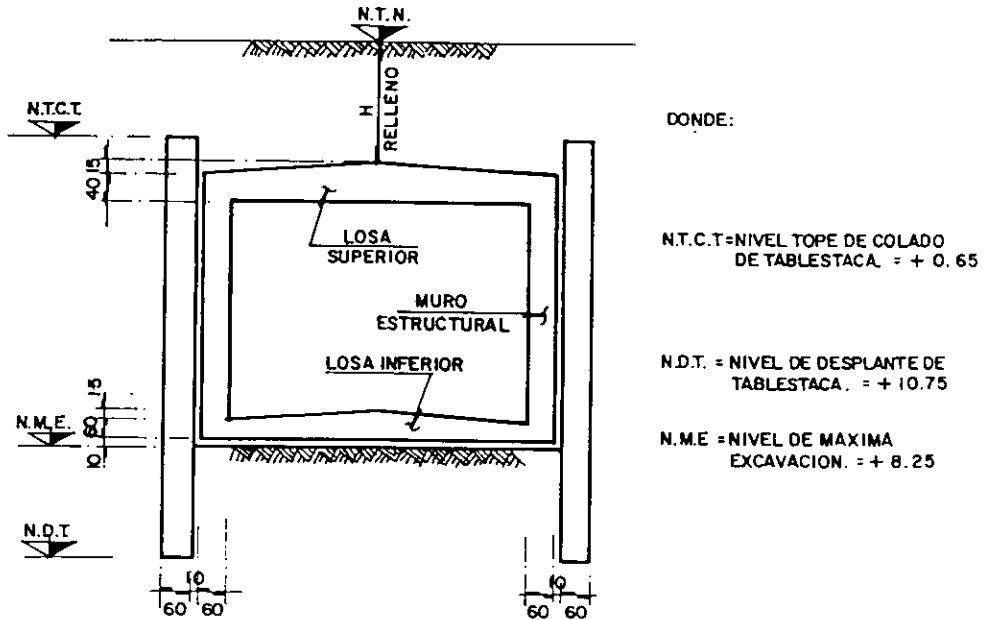 N.T.N.
H
RELLENO
N.T.C.T.
15
40
LOSA
SUPERIOR
MURO
ESTRUCTURAL
LOSA INFERIOR
15
60
10
N.M.E.
N.D.T.
60
10
60
60
10
60
DONDE:
N.T.C.T=NIVEL TOPE DE COLADO
DE TABLESTACA. = + 0.65
N.D.T. = NIVEL DE DESPLANTE DE
TABLESTACA. = +10.75
N.M.E =NIVEL DE MAXIMA
EXCAVACION. = + 8.25